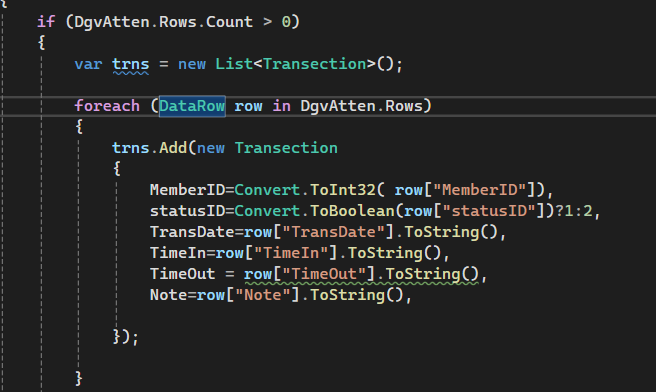 {
if (DgvAtten.Rows.Count > 0)
{
var trns = new List<Transection>();
foreach (DataRow row in DgvAtten.Rows)
{
trns.Add(new Transection
{
MemberID=Convert.ToInt32( row["MemberID"]),
statusID=Convert.ToBoolean(row["statusID"])?1:2,
TransDate=row["TransDate"].ToString(),
TimeIn=row["TimeIn"].ToString(),
TimeOut = row["TimeOut"].ToString(),
Note=row["Note"].ToString(),
});
}